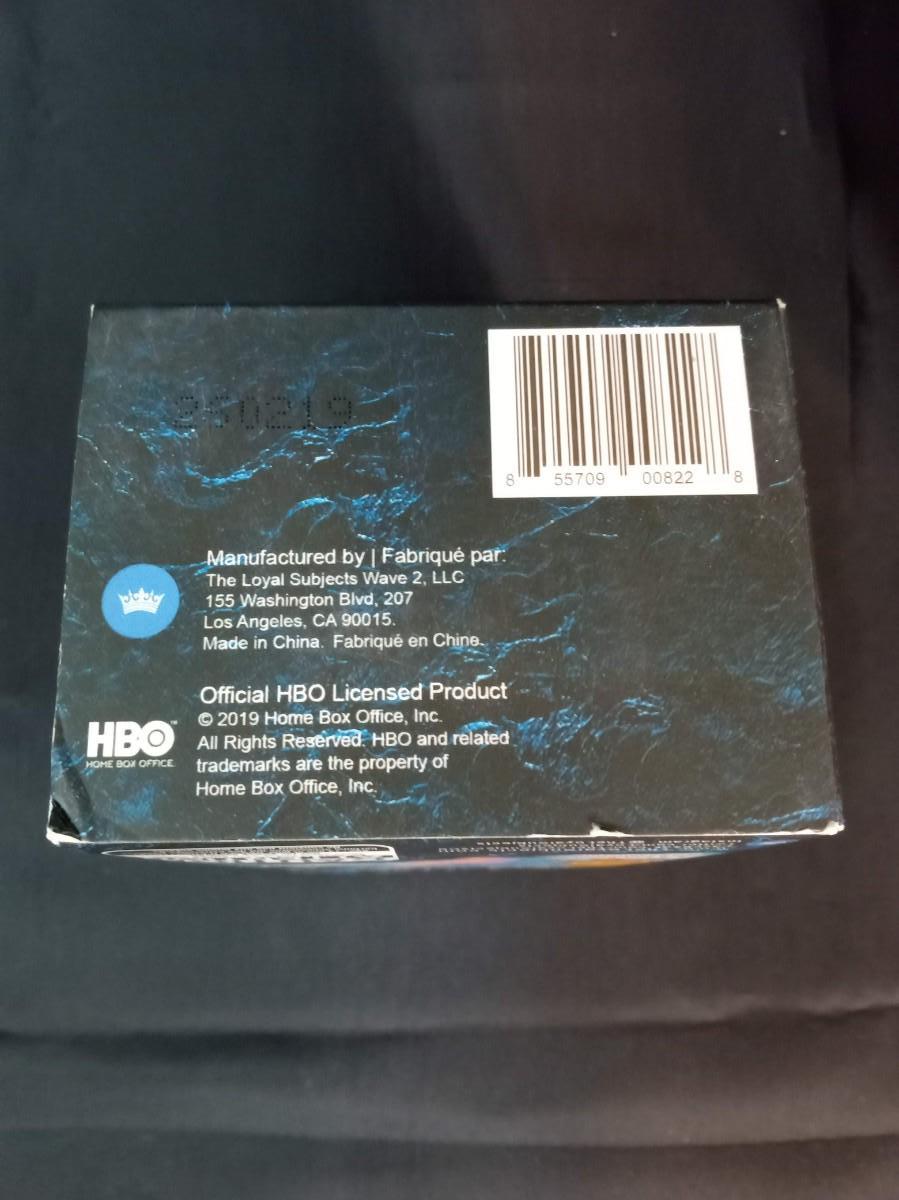 250219
8 55709 00822 8
Manufactured by | Fabriqué par:
The Loyal Subjects Wave 2, LLC
155 Washington Blvd, 207
Los Angeles, CA 90015.
Made in China. Fabriqué en Chine.
Official HBO Licensed Product
© 2019 Home Box Office, Inc.
All Rights Reserved. HBO and related
trademarks are the property of
Home Box Office, Inc.
HBO™
HOME BOX OFFICE